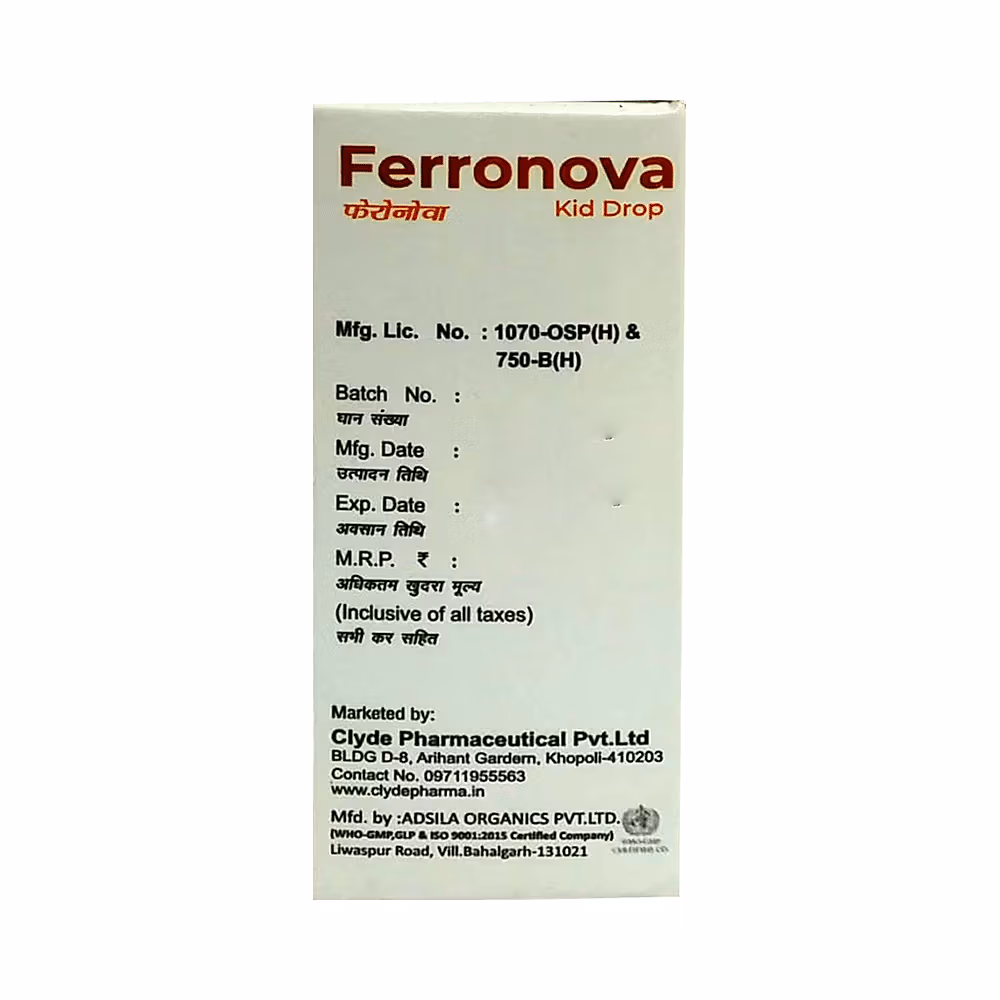 Ferronova
फेरोनोवा Kid Drop
Mfg. Lic. No. : 1070-OSP(H) &
750-B(H)
Batch No. :
घान संख्या
Mfg. Date :
उत्पादन तिथि
Exp. Date :
अवसान तिथि
M.R.P. ₹ :
अधिकतम खुदरा मूल्य
(Inclusive of all taxes)
सभी कर सहित
Marketed by:
Clyde Pharmaceutical Pvt.Ltd
BLDG D-8, Arihant Gardern, Khopoli-410203
Contact No. 09711955563
www.clydepharma.in
Mfd. by :ADSILA ORGANICS PVT.LTD.
(WHO-GMP,GLP & ISO 9001:2015 Certified Company)
Liwaspur Road, Vill.Bahalgarh-131021